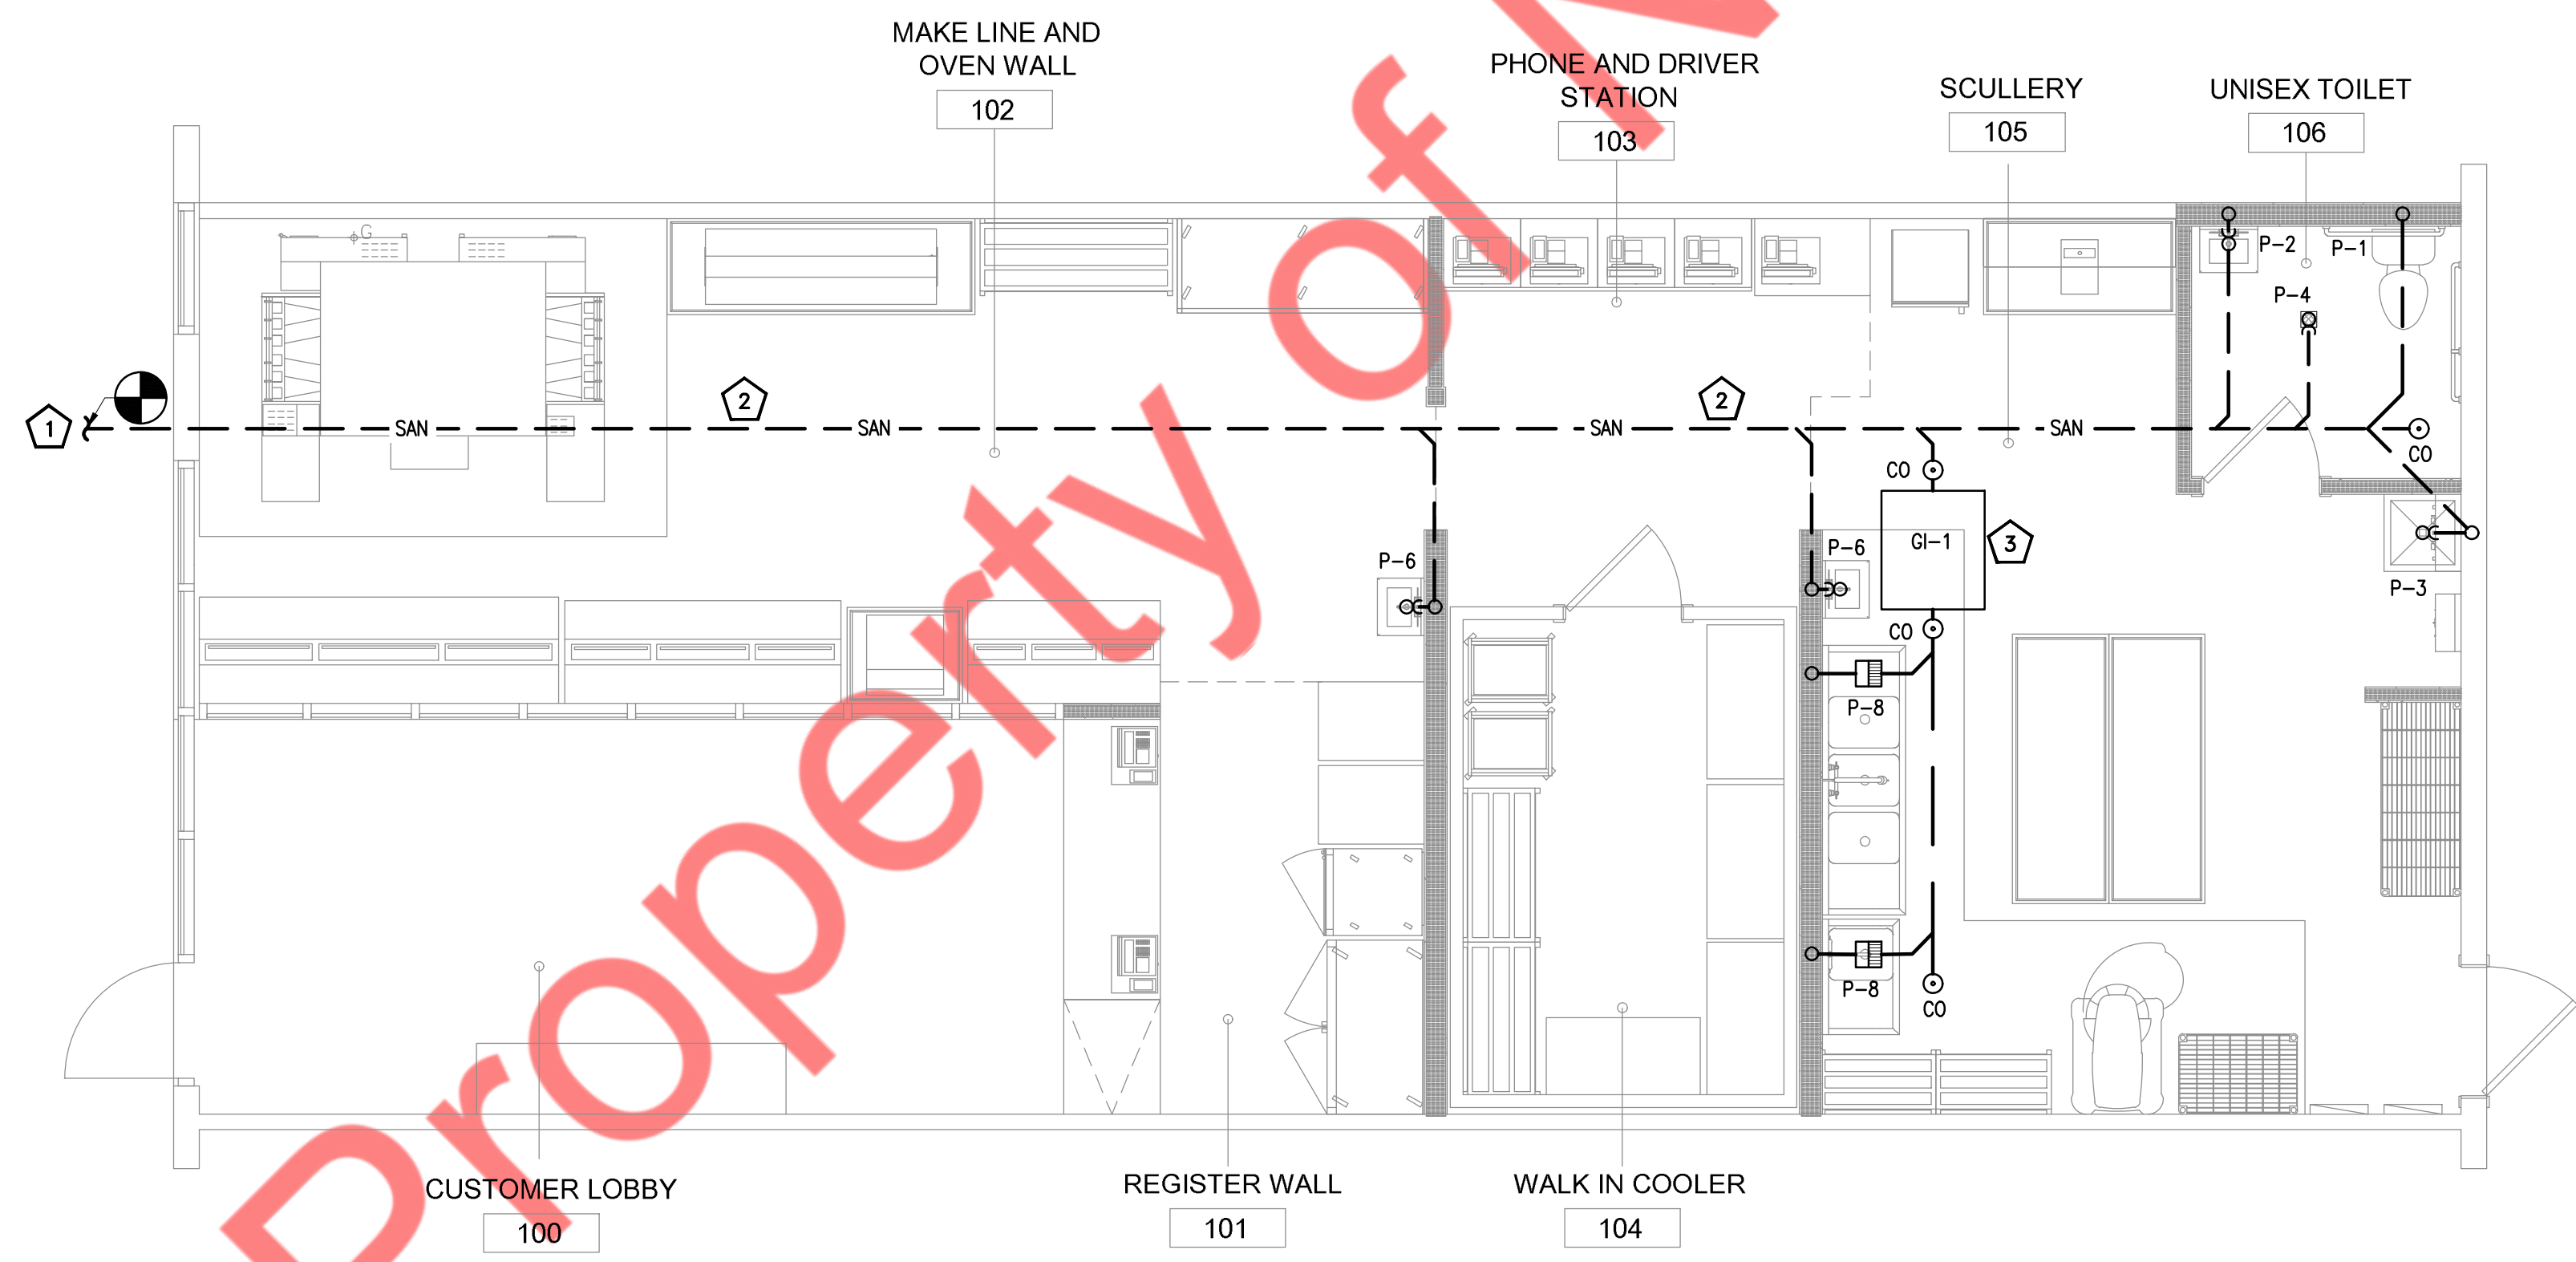 MAKE LINE AND
OVEN WALL
102
PHONE AND DRIVER
STATION
103
SCULLERY
105
UNISEX TOILET
106
G
P-2
P-1
P-4
1
2
2
SAN
SAN
SAN
SAN
CO
CO
P-6
P-6
GI-1
3
P-3
CO
P-8
P-8
CO
CUSTOMER LOBBY
100
REGISTER WALL
101
WALK IN COOLER
104
Property of